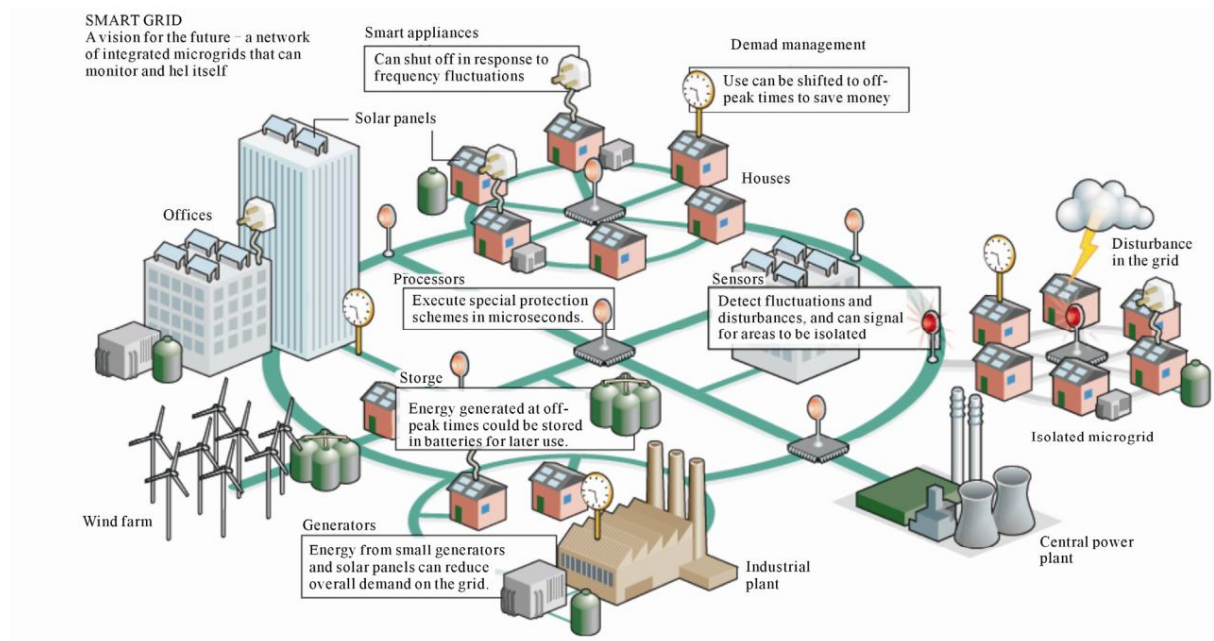 SMART GRID
A vision for the future – a network
of integrated microgrids that can
monitor and hel itself
Smart appliances
Can shut off in response to
frequency fluctuations
Demad management
Use can be shifted to off-
peak times to save money
Solar panels
Houses
Offices
Disturbance
in the grid
Processors
Execute special protection
schemes in microseconds.
Sensors
Detect fluctuations and
disturbances, and can signal
for areas to be isolated
Storge
Energy generated at off-
peak times could be stored
in batteries for later use.
Isolated microgrid
Wind farm
Generators
Energy from small generators
and solar panels can reduce
overall demand on the grid.
Industrial
plant
Central power
plant